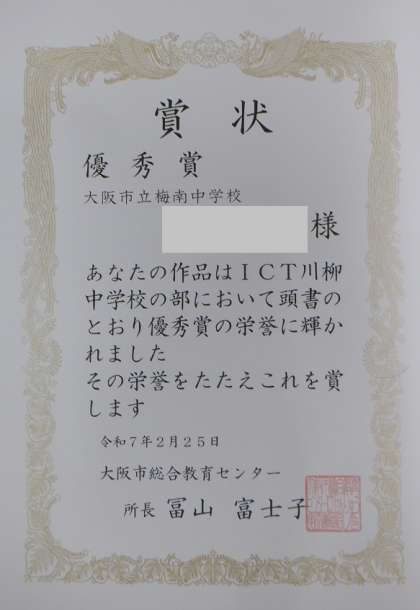 賞状
優秀賞
大阪市立梅南中学校
様
あなたの作品はICT川柳
中学校の部において頭書の
とおり優秀賞の栄誉に輝か
れました
その栄誉をたたえこれを賞
します
令和7年2月25日
大阪市総合教育センター
所長 冨山 富士子